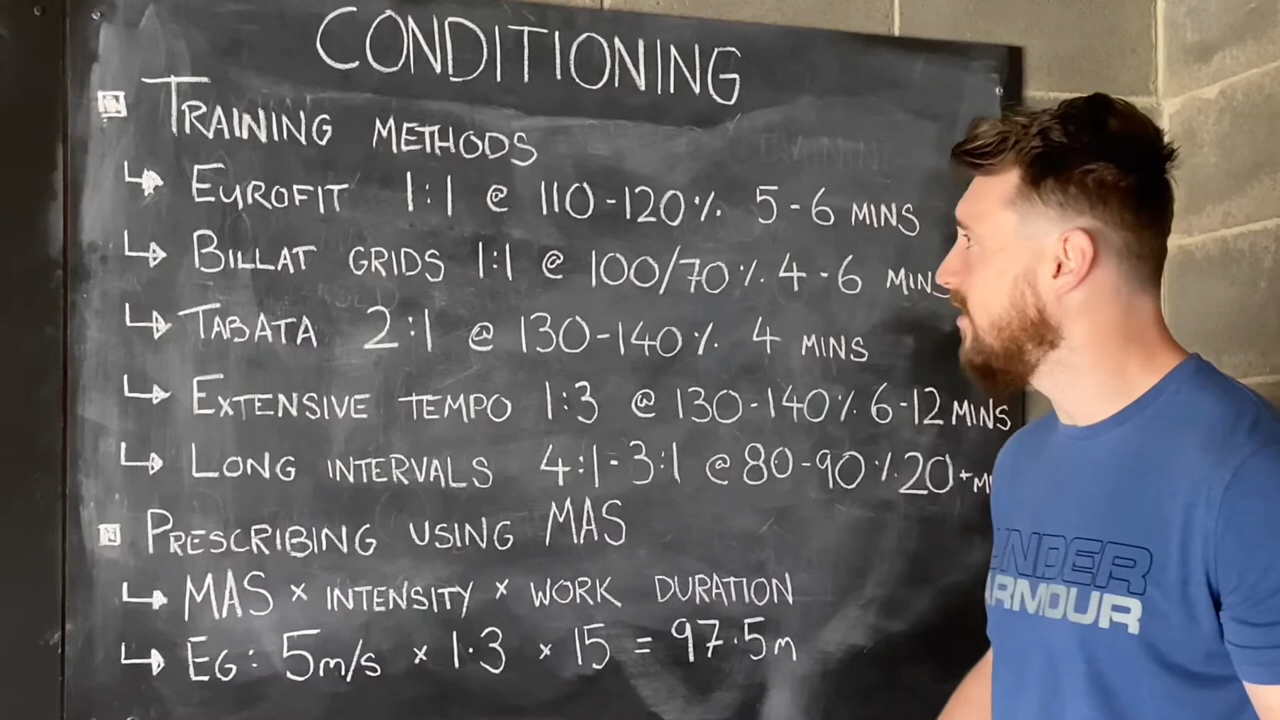 CONDITIONING
TRAINING METHODS
EUROFIT 1:1 @ 110-120% 5-6 MINS
BILLAT GRIDS 1:1 @ 100/70% 4-6 MINS
TABATA 2:1 @ 130-140% 4 MINS
EXTENSIVE TEMPO 1:3 @ 130-140% 6-12 MINS
LONG INTERVALS 4:1-3:1 @ 80-90% 20+
PRESCRIBING USING MAS
MAS × INTENSITY × WORK DURATION
EG: 5m/s × 1.3 × 15 = 97.5m
UNDER
ARMOUR